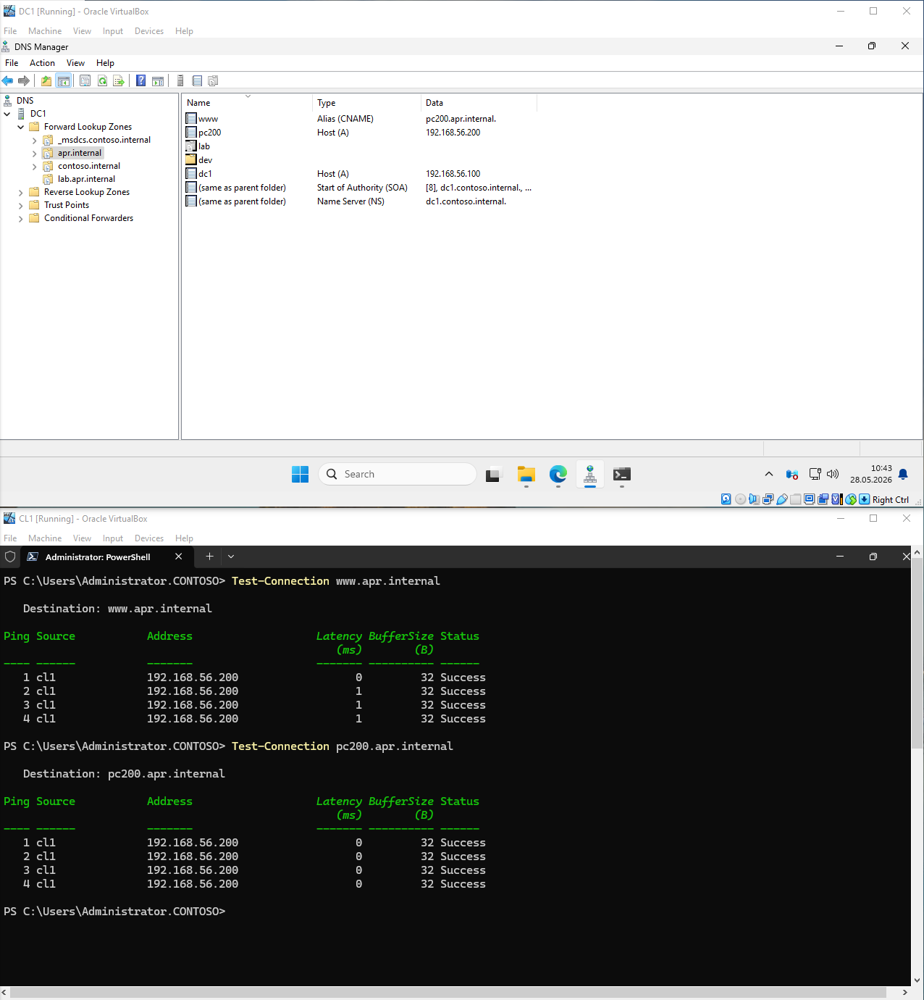 DC1 [Running] - Oracle VirtualBox
File Machine View Input Devices Help
DNS Manager
File Action View Help
DNS
DC1
Forward Lookup Zones
_msdcs.contoso.internal
apr.internal
contoso.internal
lab.apr.internal
Reverse Lookup Zones
Trust Points
Conditional Forwarders
Name Type Data
www Alias (CNAME) pc200.apr.internal.
pc200 Host (A) 192.168.56.200
lab
dev
dc1 Host (A) 192.168.56.100
(same as parent folder) Start of Authority (SOA) [8], dc1.contoso.internal., ...
(same as parent folder) Name Server (NS) dc1.contoso.internal.
Search
10:43
28.05.2026
Right Ctrl
CL1 [Running] - Oracle VirtualBox
File Machine View Input Devices Help
Administrator: PowerShell
PS C:\Users\Administrator.CONTOSO> Test-Connection www.apr.internal
Destination: www.apr.internal
Ping Source Address Latency BufferSize Status
(ms) (B)
---- ------ ------- ------- ---------- ------
1 cl1 192.168.56.200 0 32 Success
2 cl1 192.168.56.200 1 32 Success
3 cl1 192.168.56.200 1 32 Success
4 cl1 192.168.56.200 1 32 Success
PS C:\Users\Administrator.CONTOSO> Test-Connection pc200.apr.internal
Destination: pc200.apr.internal
Ping Source Address Latency BufferSize Status
(ms) (B)
---- ------ ------- ------- ---------- ------
1 cl1 192.168.56.200 0 32 Success
2 cl1 192.168.56.200 0 32 Success
3 cl1 192.168.56.200 0 32 Success
4 cl1 192.168.56.200 0 32 Success
PS C:\Users\Administrator.CONTOSO>